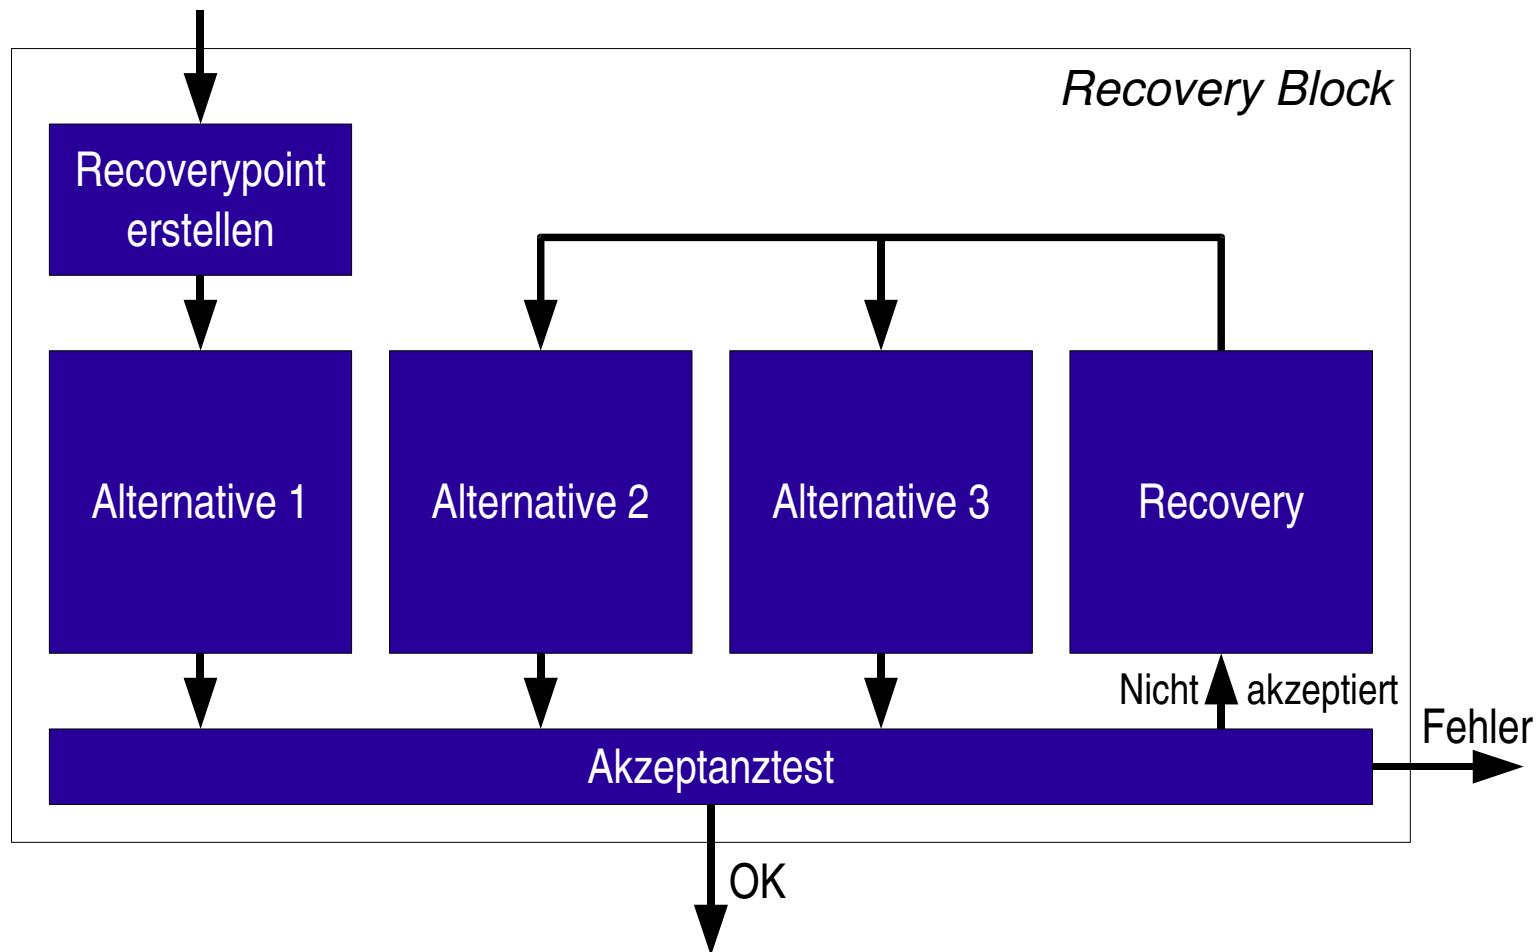 Recovery Block
Recoverypoint
erstellen
Alternative 1
Alternative 2
Alternative 3
Recovery
Nicht akzeptiert
Fehler
Akzeptanztest
OK